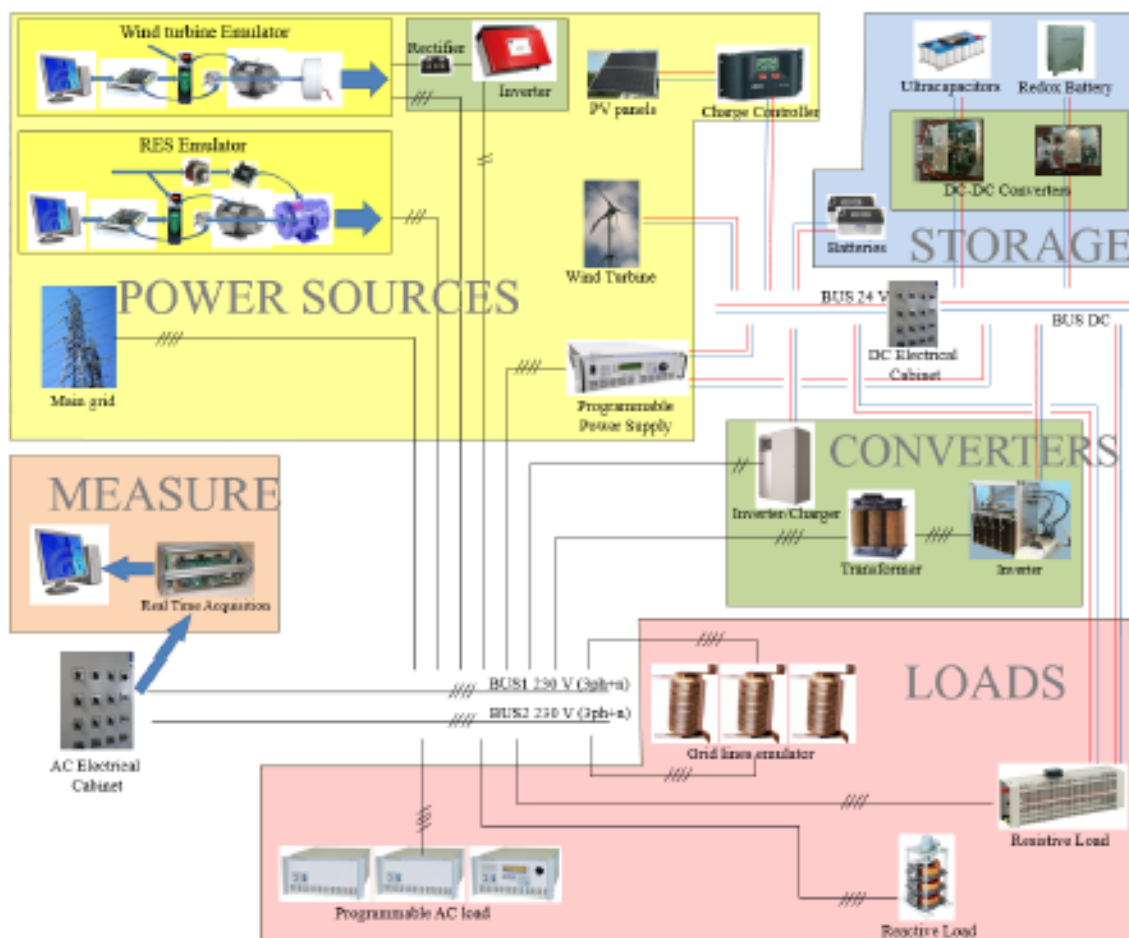 Wind turbine Emulator
Rectifier
Inverter
PV panels
Charge Controller
Ultracapacitors
Redox Battery
DC-DC Converters
Batteries
STORAGE
RES Emulator
Wind Turbine
POWER SOURCES
BUS 24 V
BUS DC
DC Electrical
Cabinet
Main grid
Programmable
Power Supply
CONVERTERS
Inverter/Charger
Transformer
Inverter
MEASURE
Real Time Acquisition
BUS1 230 V (3ph+n)
BUS2 230 V (3ph+n)
LOADS
Grid lines emulator
AC Electrical
Cabinet
Resistive Load
Programmable AC load
Reactive Load